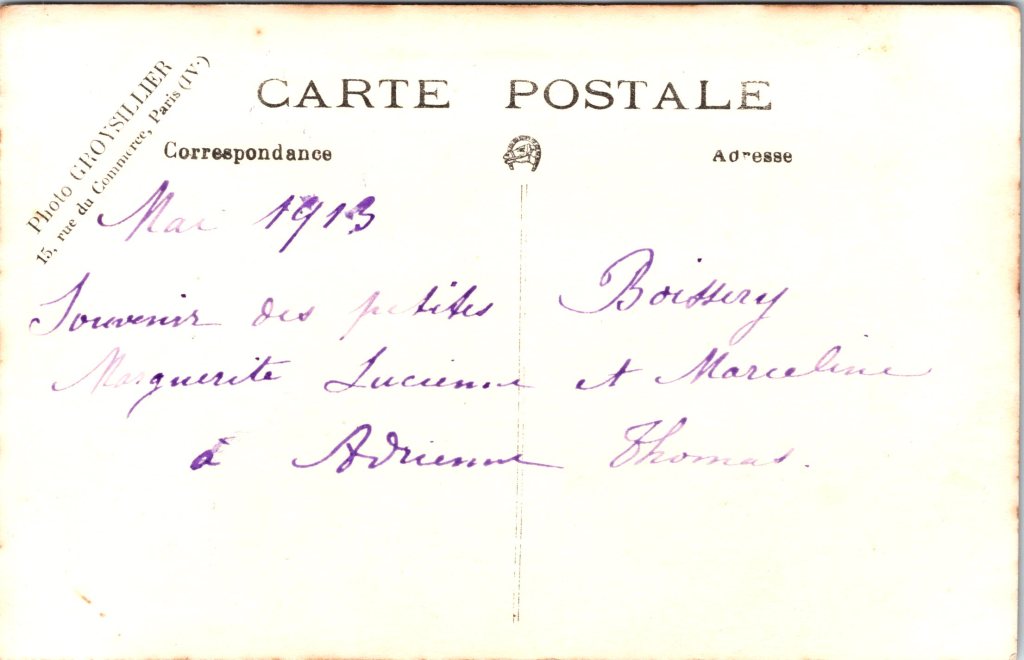 Photo GROYSILLIER
15, rue du Commerce, Paris (IVe)
CARTE POSTALE
Correspondance
Adresse
Mai 1913
Souvenir des petites Boissery
Marguerite Lucienne et Marceline
à Adrienne Thomas.